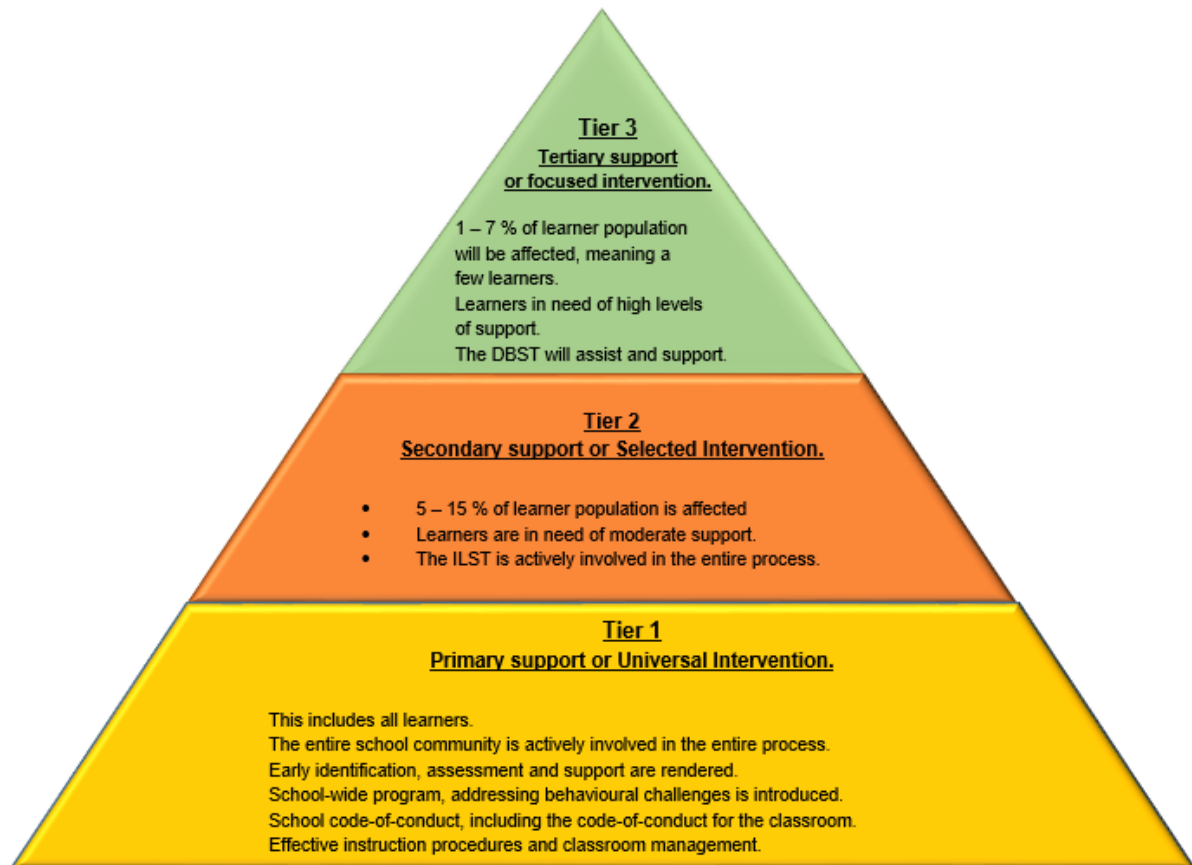 Tier 3
Tertiary support
or focused intervention.
1 – 7 % of learner population
will be affected, meaning a
few learners.
Learners in need of high levels
of support.
The DBST will assist and support.
Tier 2
Secondary support or Selected Intervention.
• 5 – 15 % of learner population is affected
• Learners are in need of moderate support.
• The ILST is actively involved in the entire process.
Tier 1
Primary support or Universal Intervention.
This includes all learners.
The entire school community is actively involved in the entire process.
Early identification, assessment and support are rendered.
School-wide program, addressing behavioural challenges is introduced.
School code-of-conduct, including the code-of-conduct for the classroom.
Effective instruction procedures and classroom management.